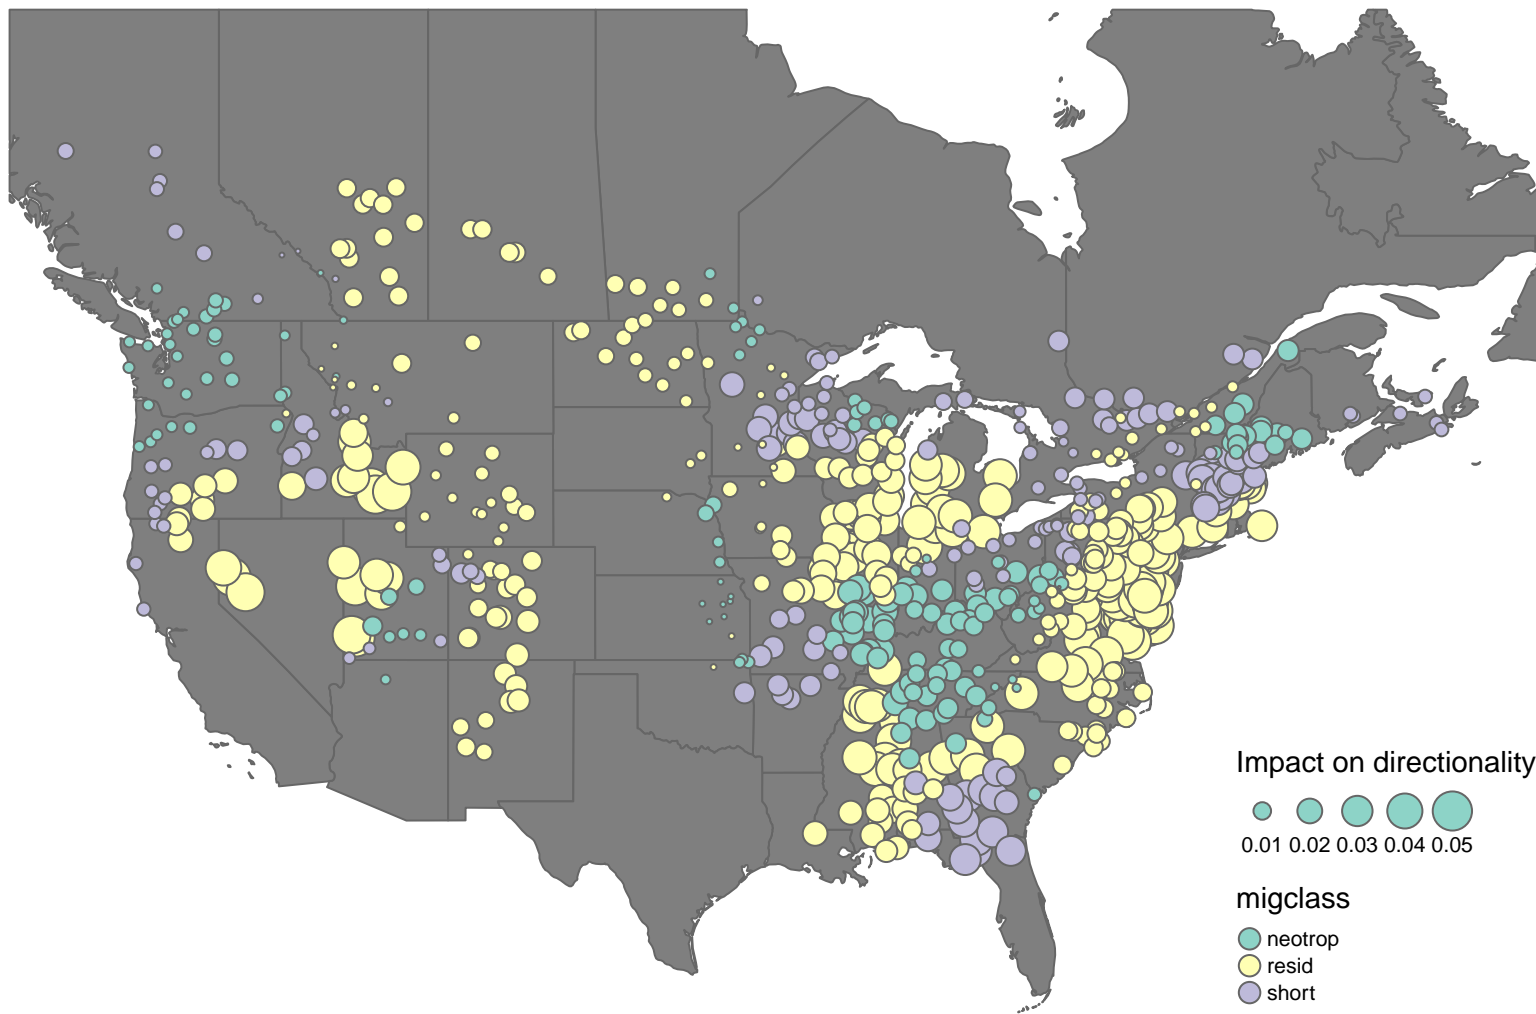 Impact on directionality
0.01 0.02 0.03 0.04 0.05
migclass
neotrop
resid
short